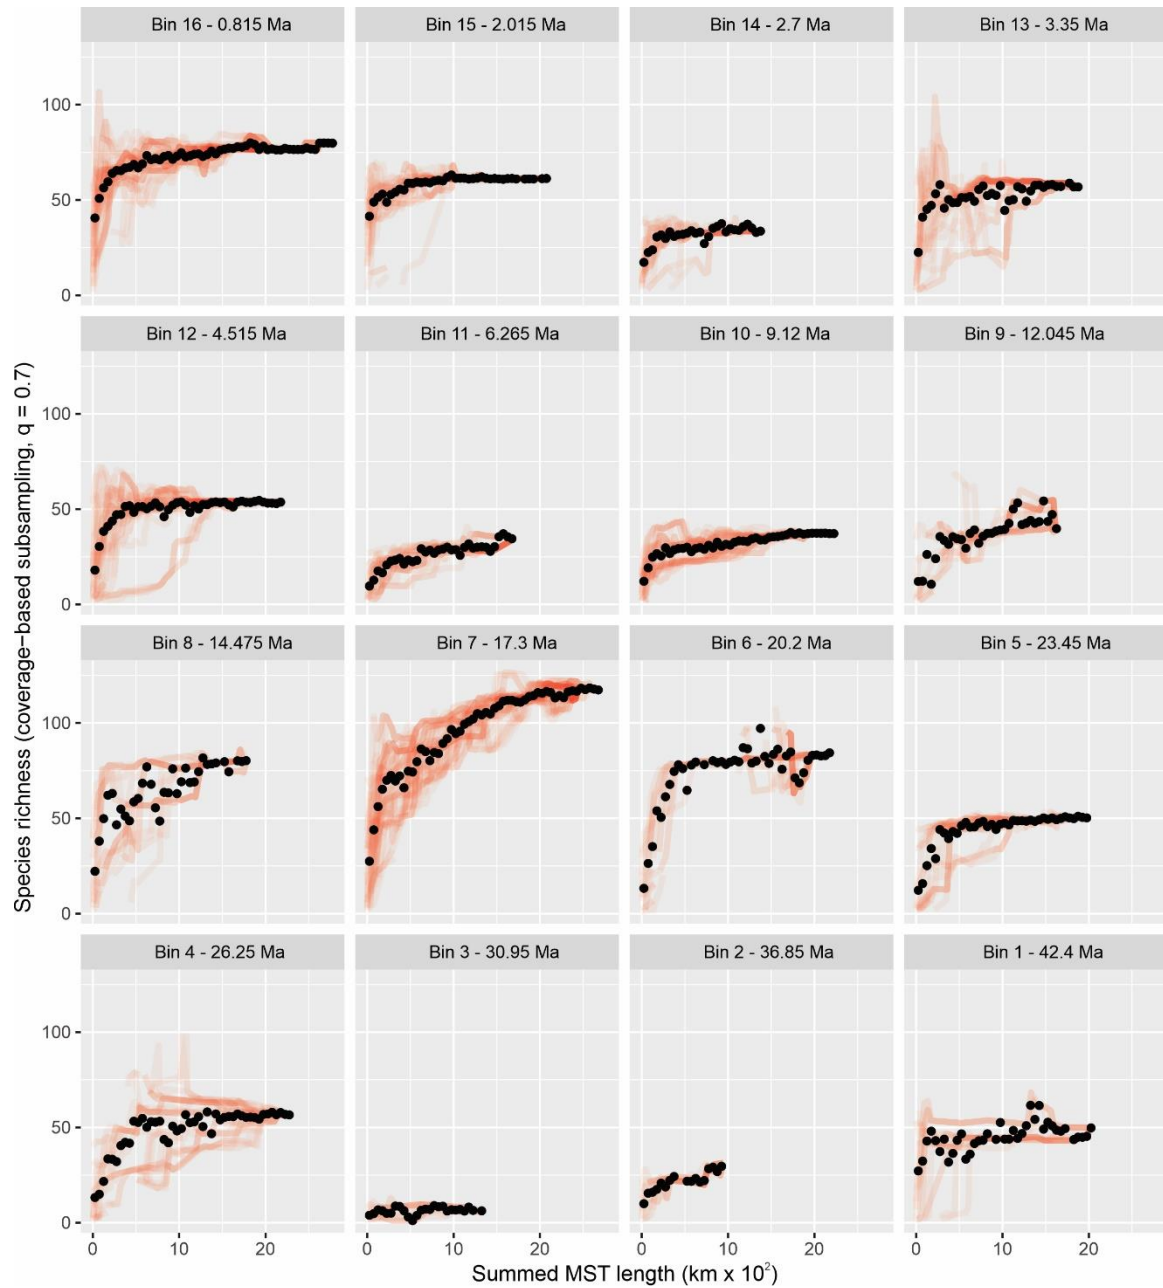 Bin 16 - 0.815 Ma
Bin 15 - 2.015 Ma
Bin 14 - 2.7 Ma
Bin 13 - 3.35 Ma
100
50
0
Bin 12 - 4.515 Ma
Bin 11 - 6.265 Ma
Bin 10 - 9.12 Ma
Bin 9 - 12.045 Ma
100
50
0
Species richness (coverage−based subsampling, q = 0.7)
Bin 8 - 14.475 Ma
Bin 7 - 17.3 Ma
Bin 6 - 20.2 Ma
Bin 5 - 23.45 Ma
100
50
0
Bin 4 - 26.25 Ma
Bin 3 - 30.95 Ma
Bin 2 - 36.85 Ma
Bin 1 - 42.4 Ma
100
50
0
0 10 20
0 10 20
0 10 20
0 10 20
Summed MST length (km x 10²)